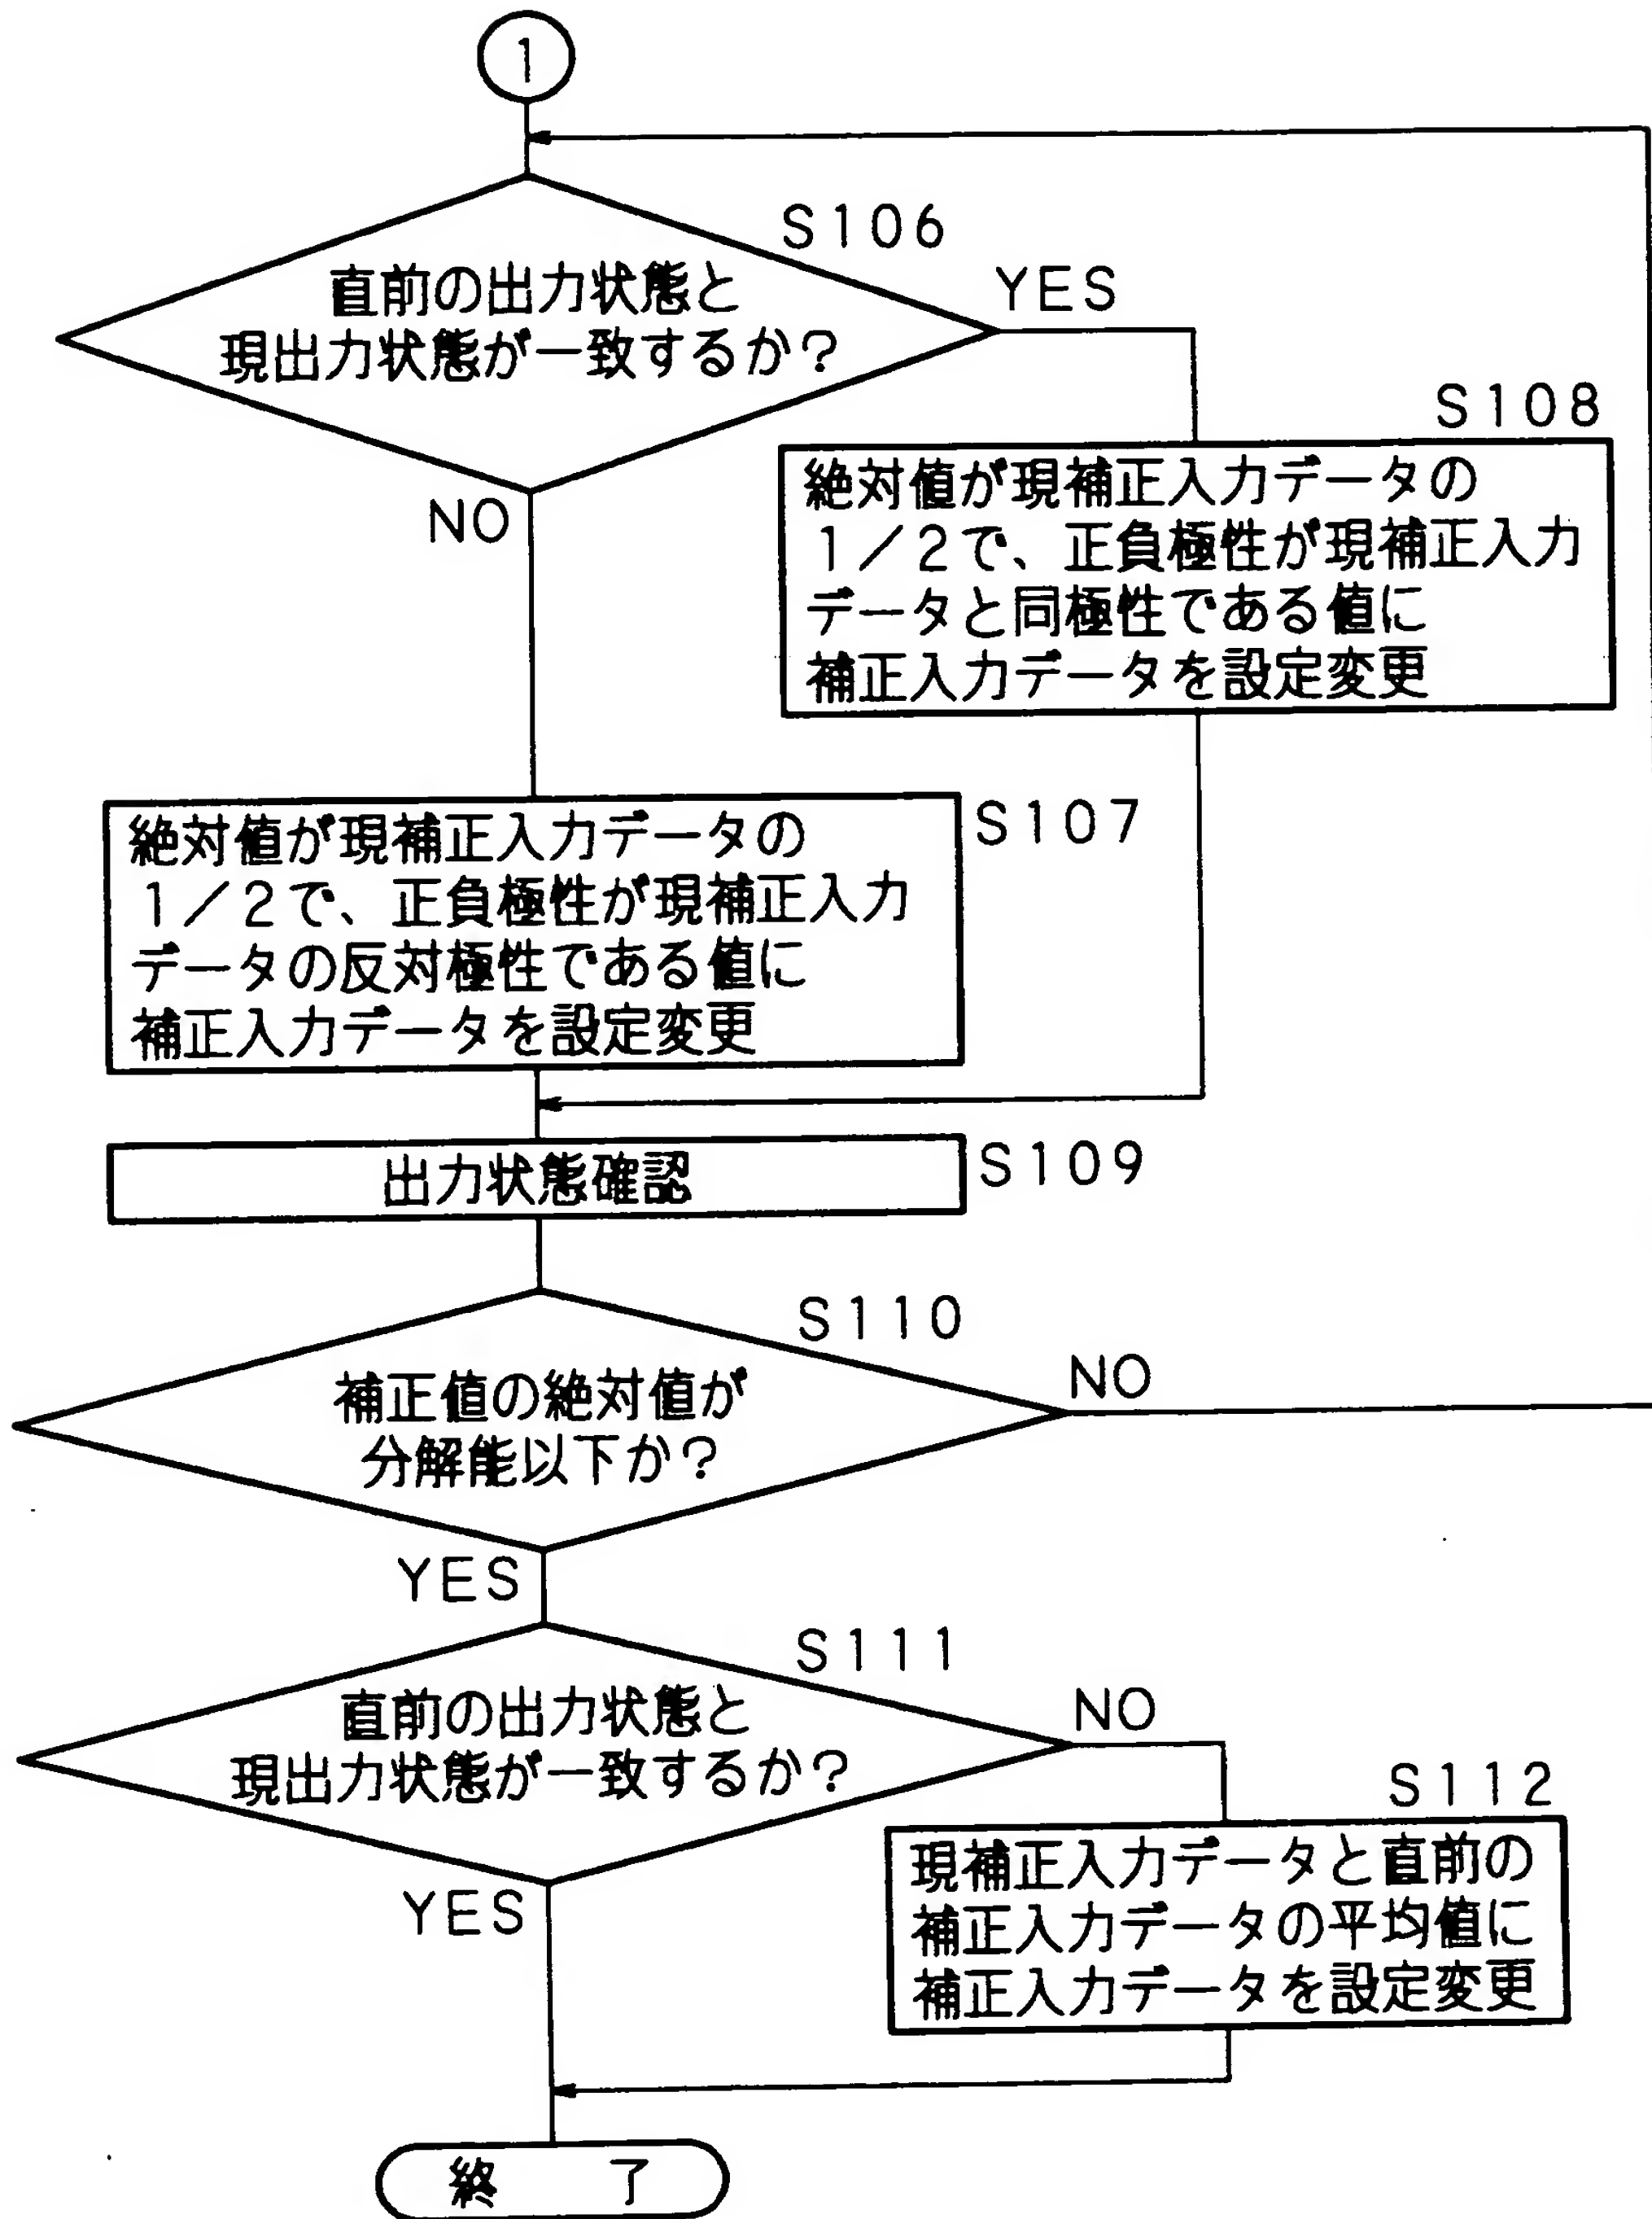 1
S106
直前の出力状態と
現出力状態が一致するか?
YES
NO
S108
絶対値が現補正入力データの
1/2で、正負極性が現補正入力
データと同極性である値に
補正入力データを設定変更
S107
絶対値が現補正入力データの
1/2で、正負極性が現補正入力
データの反対極性である値に
補正入力データを設定変更
出力状態確認
S109
S110
補正値の絶対値が
分解能以下か?
NO
YES
S111
直前の出力状態と
現出力状態が一致するか?
NO
YES
S112
現補正入力データと直前の
補正入力データの平均値に
補正入力データを設定変更
終 了